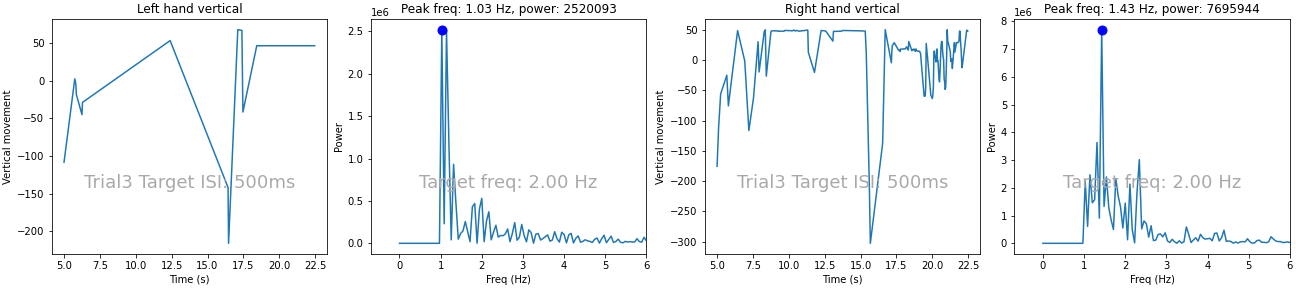 Left hand vertical
Vertical movement
50
0
−50
−100
−150
−200
Trial3 Target ISI: 500ms
5.0 7.5 10.0 12.5 15.0 17.5 20.0 22.5
Time (s)
Peak freq: 1.03 Hz, power: 2520093
1e6
Power
2.5
2.0
1.5
1.0
0.5
0.0
Target freq: 2.00 Hz
0 1 2 3 4 5 6
Freq (Hz)
Right hand vertical
Vertical movement
50
0
−50
−100
−150
−200
−250
−300
Trial3 Target ISI: 500ms
5.0 7.5 10.0 12.5 15.0 17.5 20.0 22.5
Time (s)
Peak freq: 1.43 Hz, power: 7695944
1e6
Power
8
7
6
5
4
3
2
1
0
Target freq: 2.00 Hz
0 1 2 3 4 5 6
Freq (Hz)